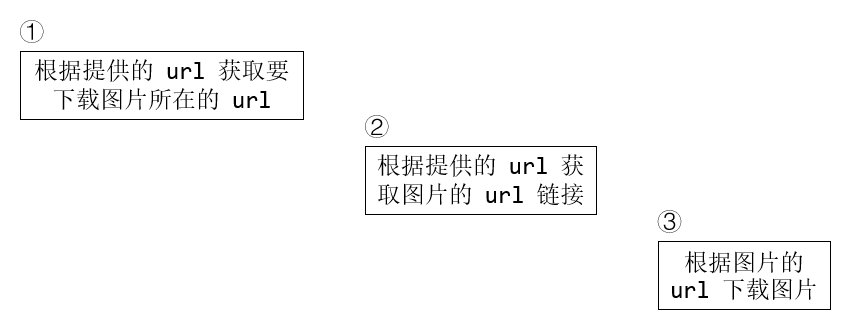 ①
根据提供的 url 获取要
下载图片所在的 url
②
根据提供的 url 获
取图片的 url 链接
③
根据图片的
url 下载图片